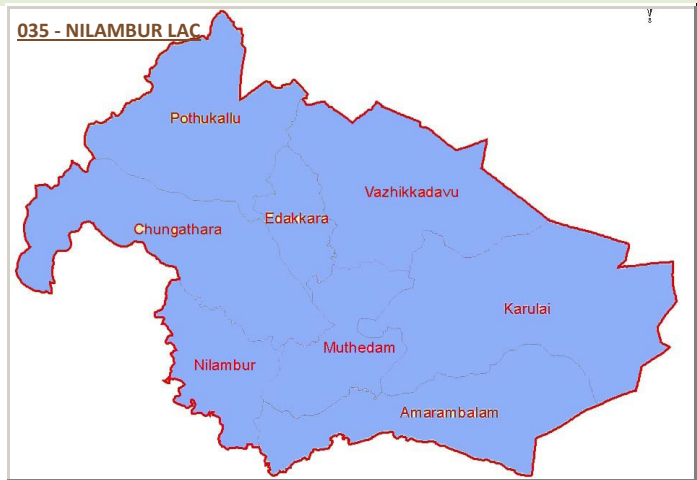 035 - NILAMBUR LAC
Pothukallu
Vazhikkadavu
Edakkara
Chungathara
Karulai
Muthedam
Nilambur
Amarambalam